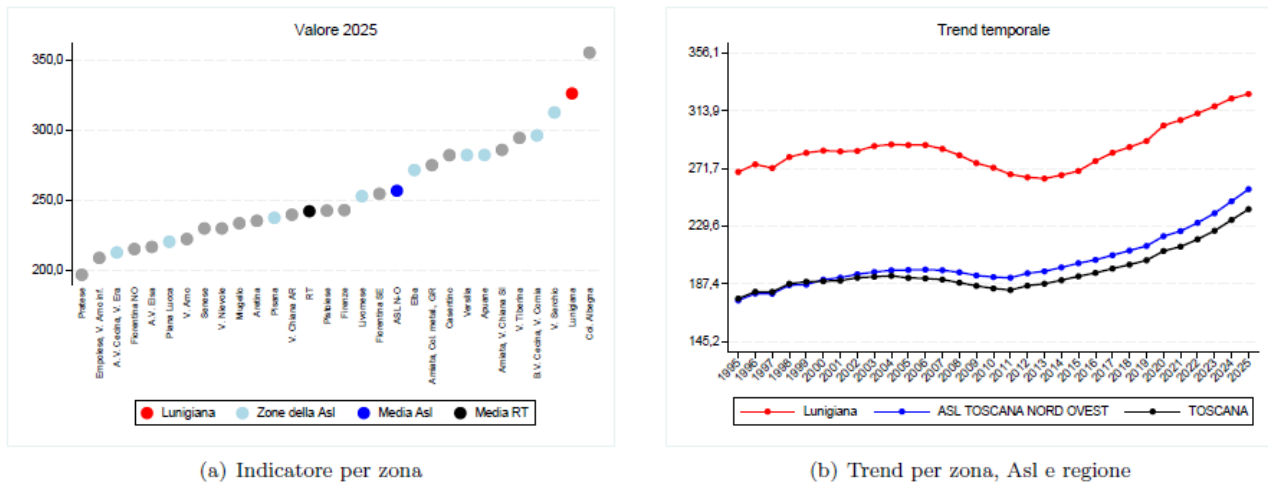 Valore 2025
350,0
300,0
250,0
200,0
Pratese
Empolese, V. Arno Inf.
A.V. Cecina, V. Era
Fiorentina NO
A.V. Elsa
Piana Lucca
V. Arno
Senese
V. Nievole
Mugello
Aretina
Pisana
V. Chiana AR
RT
Pistoiese
Firenze
Livornese
Fiorentina SE
ASL N-O
Elba
Amiata, Col. metal., GR
Casentino
Versilia
Apuane
Amiata, V. Chiana SI
V. Tiberina
B.V. Cecina, V. Cornia
V. Serchio
Lunigiana
Col. Albegna
Lunigiana Zone della Asl Media Asl Media RT
(a) Indicatore per zona
Trend temporale
356,1
313,9
271,7
229,6
187,4
145,2
1995
1996
1997
1998
1999
2000
2001
2002
2003
2004
2005
2006
2007
2008
2009
2010
2011
2012
2013
2014
2015
2016
2017
2018
2019
2020
2021
2022
2023
2024
2025
Lunigiana ASL TOSCANA NORD OVEST TOSCANA
(b) Trend per zona, Asl e regione